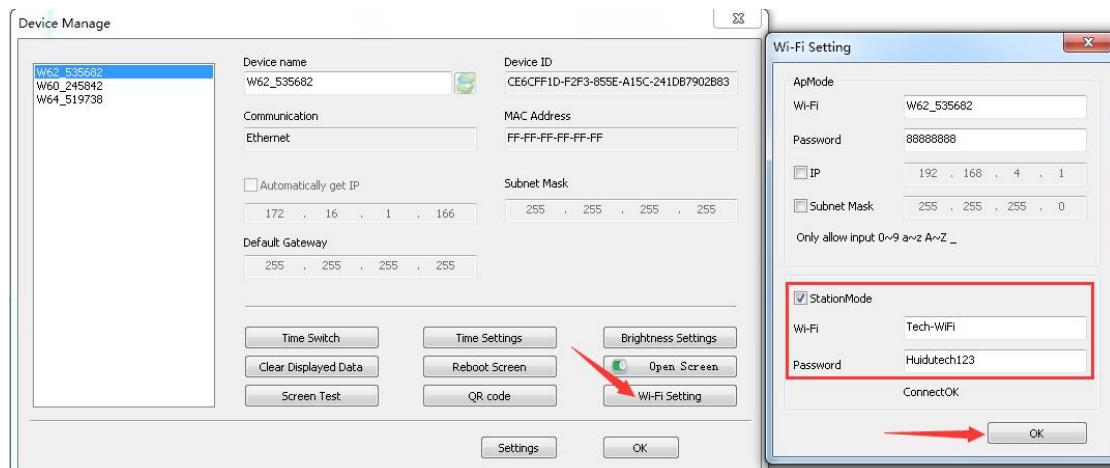 Device Manage
W62_535682
W60_245842
W64_519738
Device name
W62_535682
Device ID
CE6CFF1D-F2F3-855E-A15C-241DB7902B83
Communication
Ethernet
MAC Address
FF-FF-FF-FF-FF-FF
Automatically get IP
172 . 16 . 1 . 166
Subnet Mask
255 . 255 . 255 . 255
Default Gateway
255 . 255 . 255 . 255
Time Switch
Time Settings
Brightness Settings
Clear Displayed Data
Reboot Screen
Open Screen
Screen Test
QR code
Wi-Fi Setting
Settings
OK
Wi-Fi Setting
ApMode
Wi-Fi
W62_535682
Password
88888888
IP
192 . 168 . 4 . 1
Subnet Mask
255 . 255 . 255 . 0
Only allow input 0~9 a~z A~Z _
StationMode
Wi-Fi
Tech-WiFi
Password
Huidutech123
ConnectOK
OK